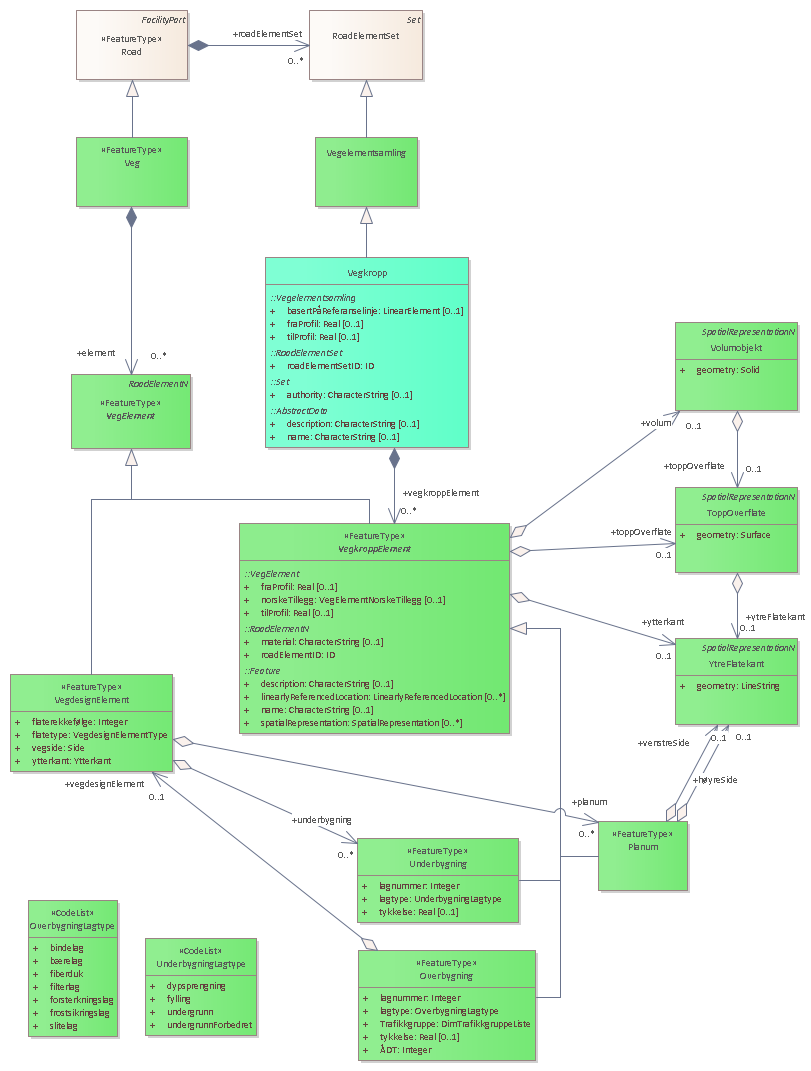 FacilityPart
«FeatureType»
Road
+roadElementSet
0..*
Set
RoadElementSet
«FeatureType»
Veg
Vegelementsamling
Vegkropp
::Vegelementsamling
+ basertPåReferanselinje: LinearElement [0..1]
+ fraProfil: Real [0..1]
+ tilProfil: Real [0..1]
::RoadElementSet
+ roadElementSetID: ID
::Set
+ authority: CharacterString [0..1]
::AbstractData
+ description: CharacterString [0..1]
+ name: CharacterString [0..1]
+element
0..*
RoadElementN
«FeatureType»
VegElement
SpatialRepresentationN
Volumobjekt
+ geometry: Solid
+volum
0..1
+toppOverflate
0..1
+vegkroppElement
0..*
SpatialRepresentationN
ToppOverflate
+ geometry: Surface
+toppOverflate
0..1
«FeatureType»
VegkroppElement
::VegElement
+ fraProfil: Real [0..1]
+ norskeTillegg: VegElementNorskeTillegg [0..1]
+ tilProfil: Real [0..1]
::RoadElementN
+ material: CharacterString [0..1]
+ roadElementID: ID
::Feature
+ description: CharacterString [0..1]
+ linearlyReferencedLocation: LinearlyReferencedLocation [0..*]
+ name: CharacterString [0..1]
+ spatialRepresentation: SpatialRepresentation [0..*]
+ytterkant
0..1
+ytreFlatekant
0..1
SpatialRepresentationN
YtreFlatekant
+ geometry: LineString
«FeatureType»
VegdesignElement
+ flaterekkefølge: Integer
+ flatetype: VegdesignElementType
+ vegside: Side
+ ytterkant: Ytterkant
+venstreSide
0..1
0..1
+høyreSide
+vegdesignElement
0..1
+planum
0..*
+underbygning
0..*
«FeatureType»
Planum
«FeatureType»
Underbygning
+ lagnummer: Integer
+ lagtype: UnderbygningLagtype
+ tykkelse: Real [0..1]
«CodeList»
OverbygningLagtype
+ bindelag
+ bærelag
+ fiberduk
+ filterlag
+ forsterkningslag
+ frostsikringslag
+ slitelag
«CodeList»
UnderbygningLagtype
+ dypsprengning
+ fylling
+ undergrunn
+ undergrunnForbedret
«FeatureType»
Overbygning
+ lagnummer: Integer
+ lagtype: OverbygningLagtype
+ Trafikkgruppe: DimTrafikkgruppeListe
+ tykkelse: Real [0..1]
+ ÅDT: Integer